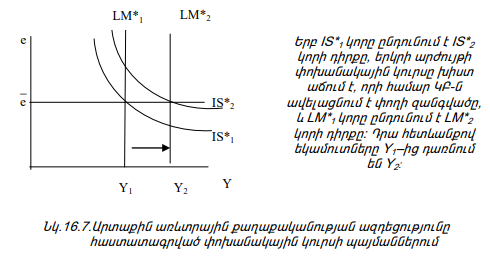 LM*1 LM*2
e
e
IS*2
IS*1
Y1 Y2 Y
Երբ IS*1 կորը ընդունում է IS*2
կորի դիրքը, երկրի արժույթի
փոխանակային կուրսը խիստ
աճում է, որի համար ԿԲ-ն
ավելացնում է փողի զանգվածը,
և LM*1 կորը ընդունում է LM*2
կորի դիրքը: Դրա հետևանքով
եկամուտները Y1–ից դառնում
են Y2:
Նկ.16.7.Արտաքին առևտրային քաղաքականության ազդեցությունը
հաստատագրված փոխանակային կուրսի պայմաններում